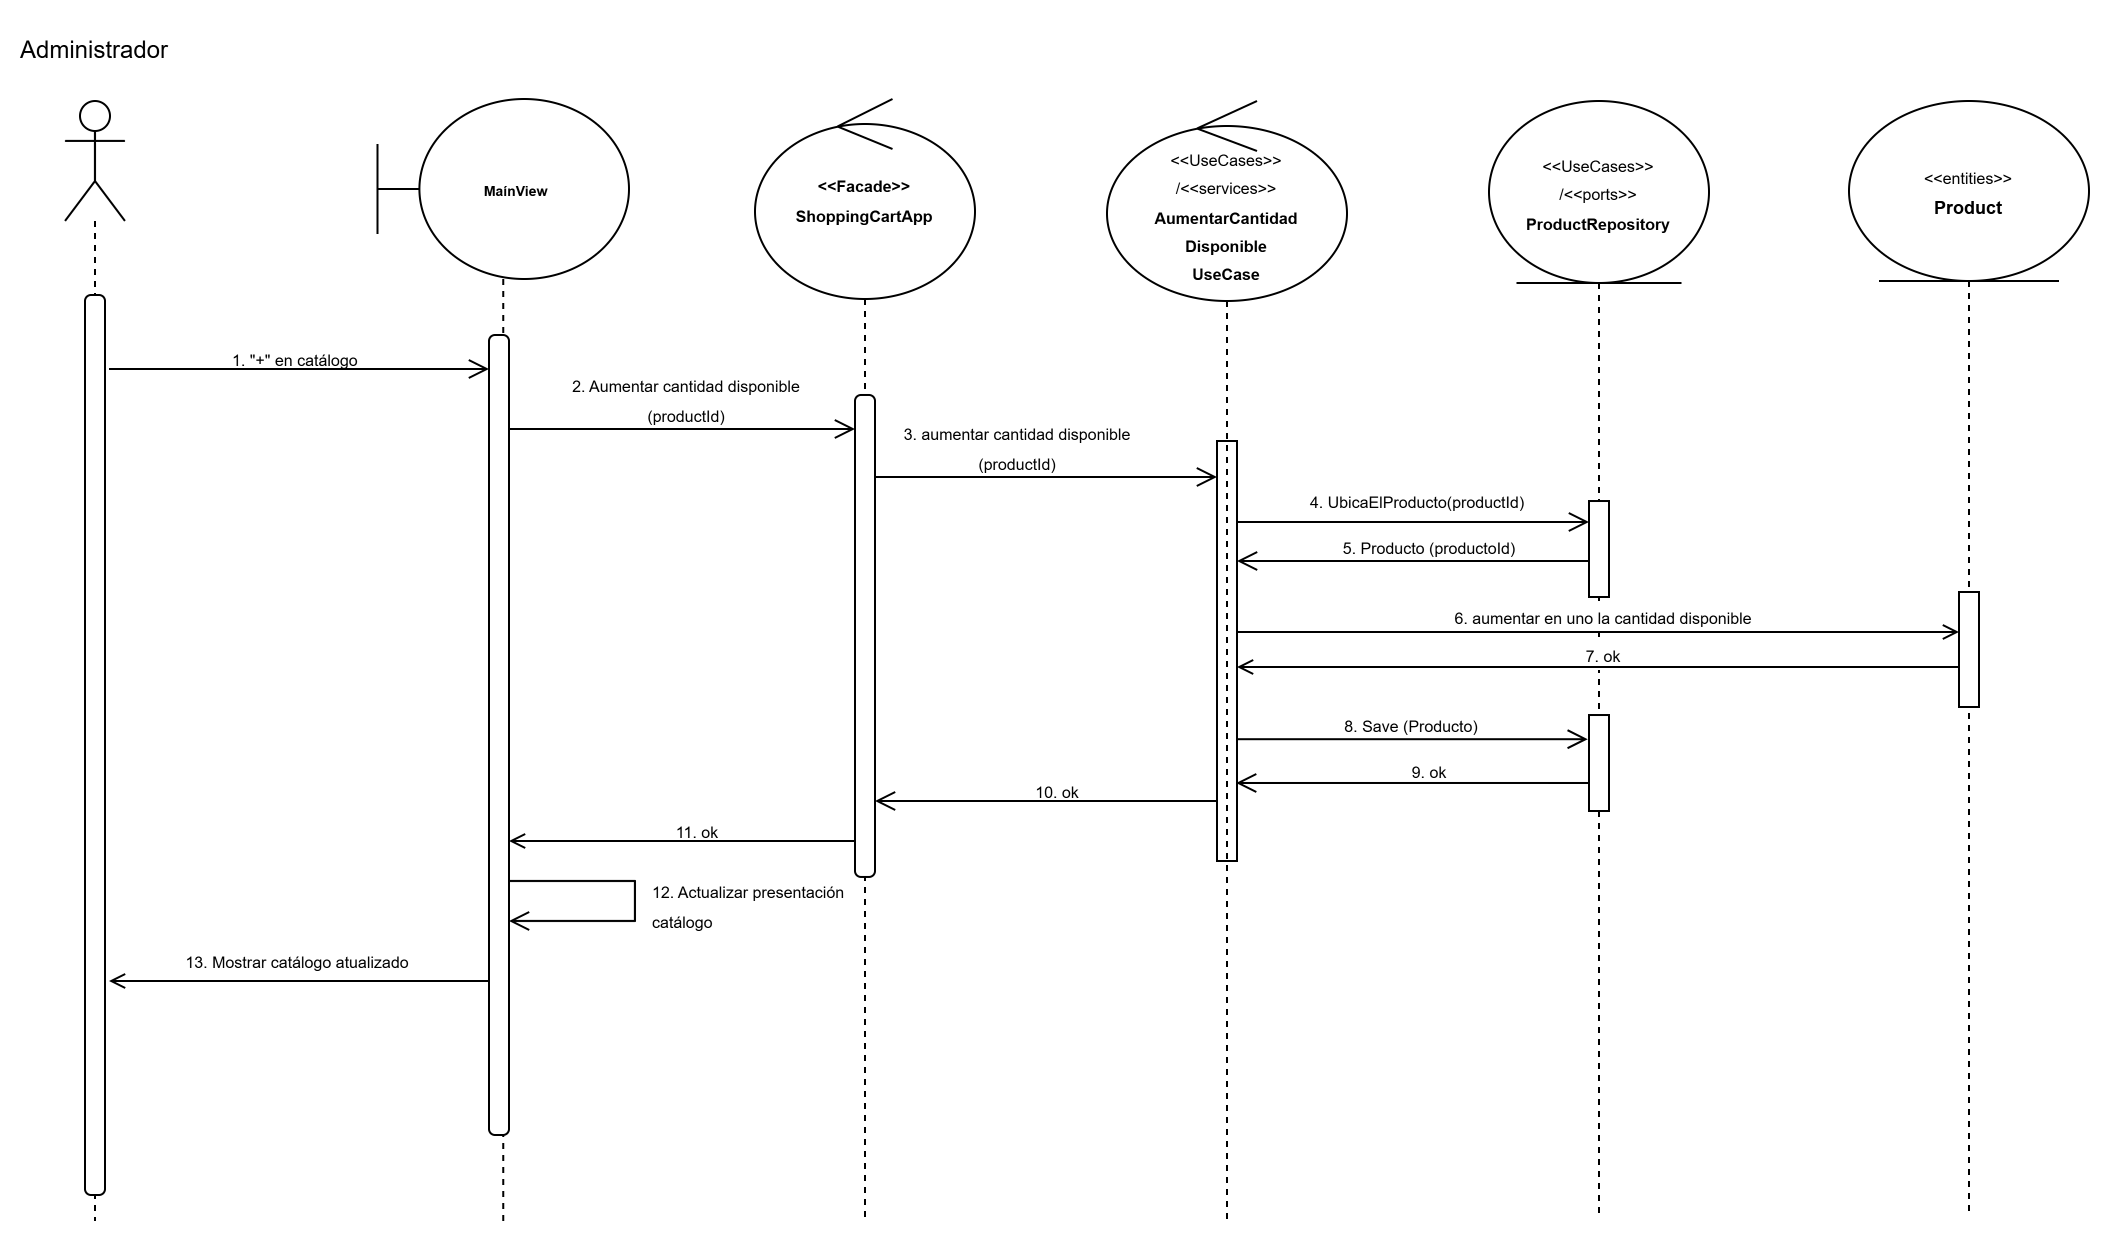 Administrador
MaínView
<<Facade>>
ShoppingCartApp
<<UseCases>>
/<<services>>
AumentarCantidad
Disponible
UseCase
<<UseCases>>
/<<ports>>
ProductRepository
<<entities>>
Product
1. "+" en catálogo
2. Aumentar cantidad disponible
(productId)
3. aumentar cantidad disponible
(productId)
4. UbicaElProducto(productId)
5. Producto (productoId)
6. aumentar en uno la cantidad disponible
7. ok
8. Save (Producto)
9. ok
10. ok
11. ok
12. Actualizar presentación
catálogo
13. Mostrar catálogo atualizado